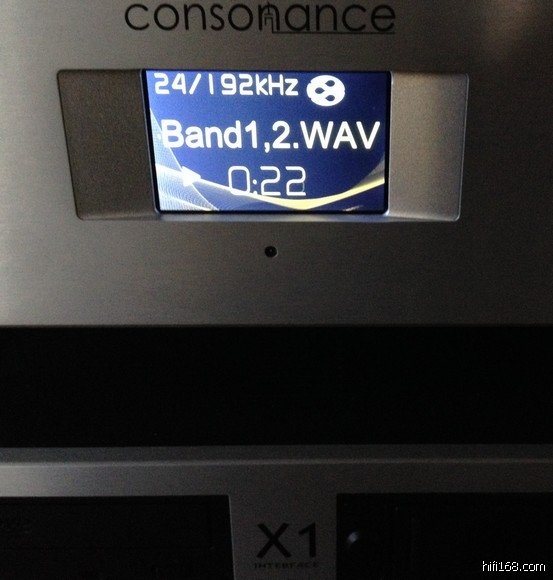 consonance
24/192kHz
Band1,2.WAV
0:22
X1
INTERFACE
hifi168.com